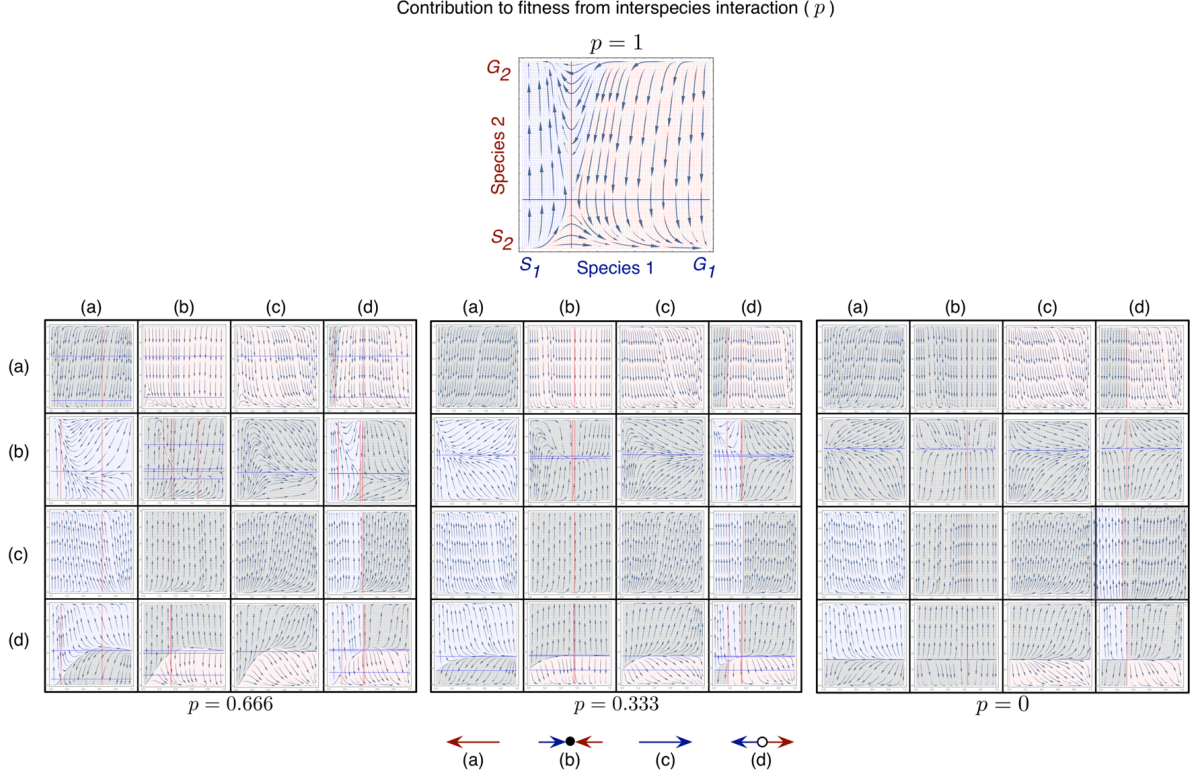 Contribution to fitness from interspecies interaction ( p )
p = 1
G2
Species 2
S2
S1 Species 1 G1
(a) (b) (c) (d) (a) (b) (c) (d) (a) (b) (c) (d)
(a)
(b)
(c)
(d)
p = 0.666 p = 0.333 p = 0
(a) (b) (c) (d)